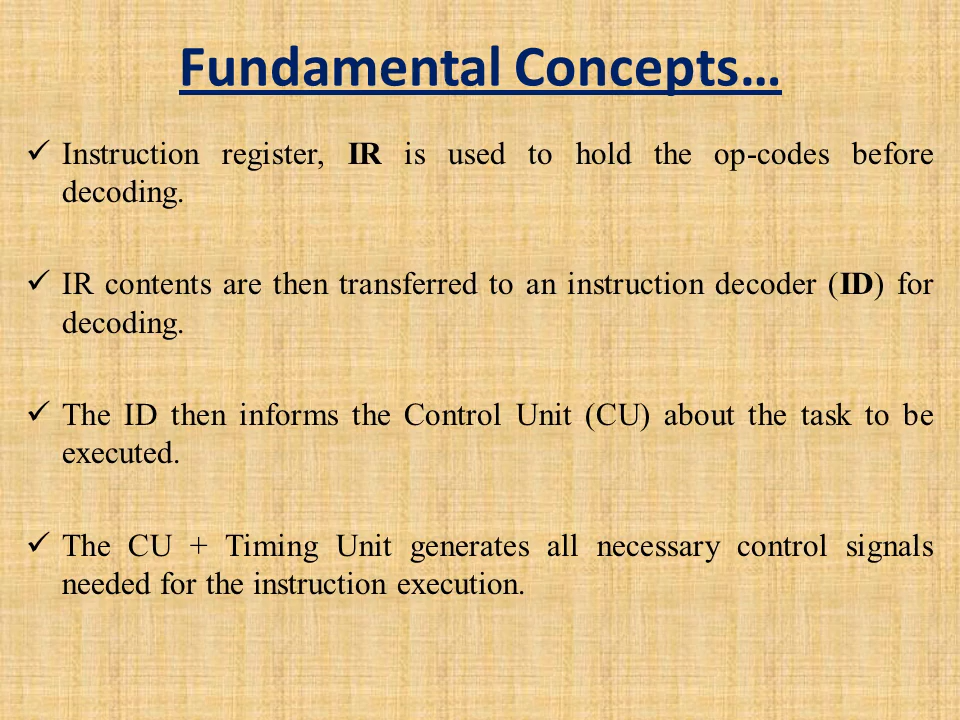 Fundamental Concepts…
✓ Instruction register, IR is used to hold the op-codes before
decoding.
✓ IR contents are then transferred to an instruction decoder (ID) for
decoding.
✓ The ID then informs the Control Unit (CU) about the task to be
executed.
✓ The CU + Timing Unit generates all necessary control signals
needed for the instruction execution.